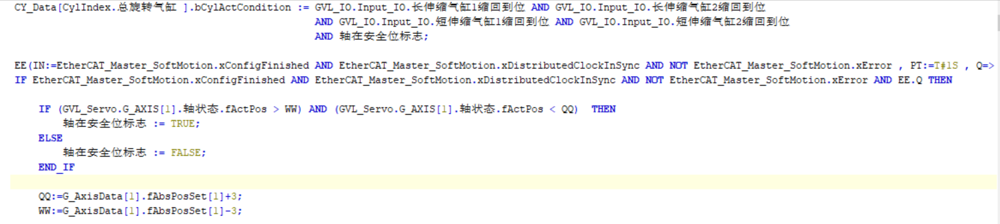 CY_Data[CylIndex.总旋转气缸 ].bCylActCondition := GVL_IO.Input_IO.长伸缩气缸1缩回到位 AND GVL_IO.Input_IO.长伸缩气缸2缩回到位
AND GVL_IO.Input_IO.短伸缩气缸1缩回到位 AND GVL_IO.Input_IO.短伸缩气缸2缩回到位
AND 轴在安全位标志;
EE(IN:=EtherCAT_Master_SoftMotion.xConfigFinished AND EtherCAT_Master_SoftMotion.xDistributedClockInSync AND NOT EtherCAT_Master_SoftMotion.xError , PT:=T#1S , Q=>
IF EtherCAT_Master_SoftMotion.xConfigFinished AND EtherCAT_Master_SoftMotion.xDistributedClockInSync AND NOT EtherCAT_Master_SoftMotion.xError AND EE.Q THEN
IF (GVL_Servo.G_AXIS[1].轴状态.fActPos > WW) AND (GVL_Servo.G_AXIS[1].轴状态.fActPos < QQ)  THEN
轴在安全位标志 := TRUE;
ELSE
轴在安全位标志 := FALSE;
END_IF
QQ:=G_AxisData[1].fAbsPosSet[1]+3;
WW:=G_AxisData[1].fAbsPosSet[1]-3;